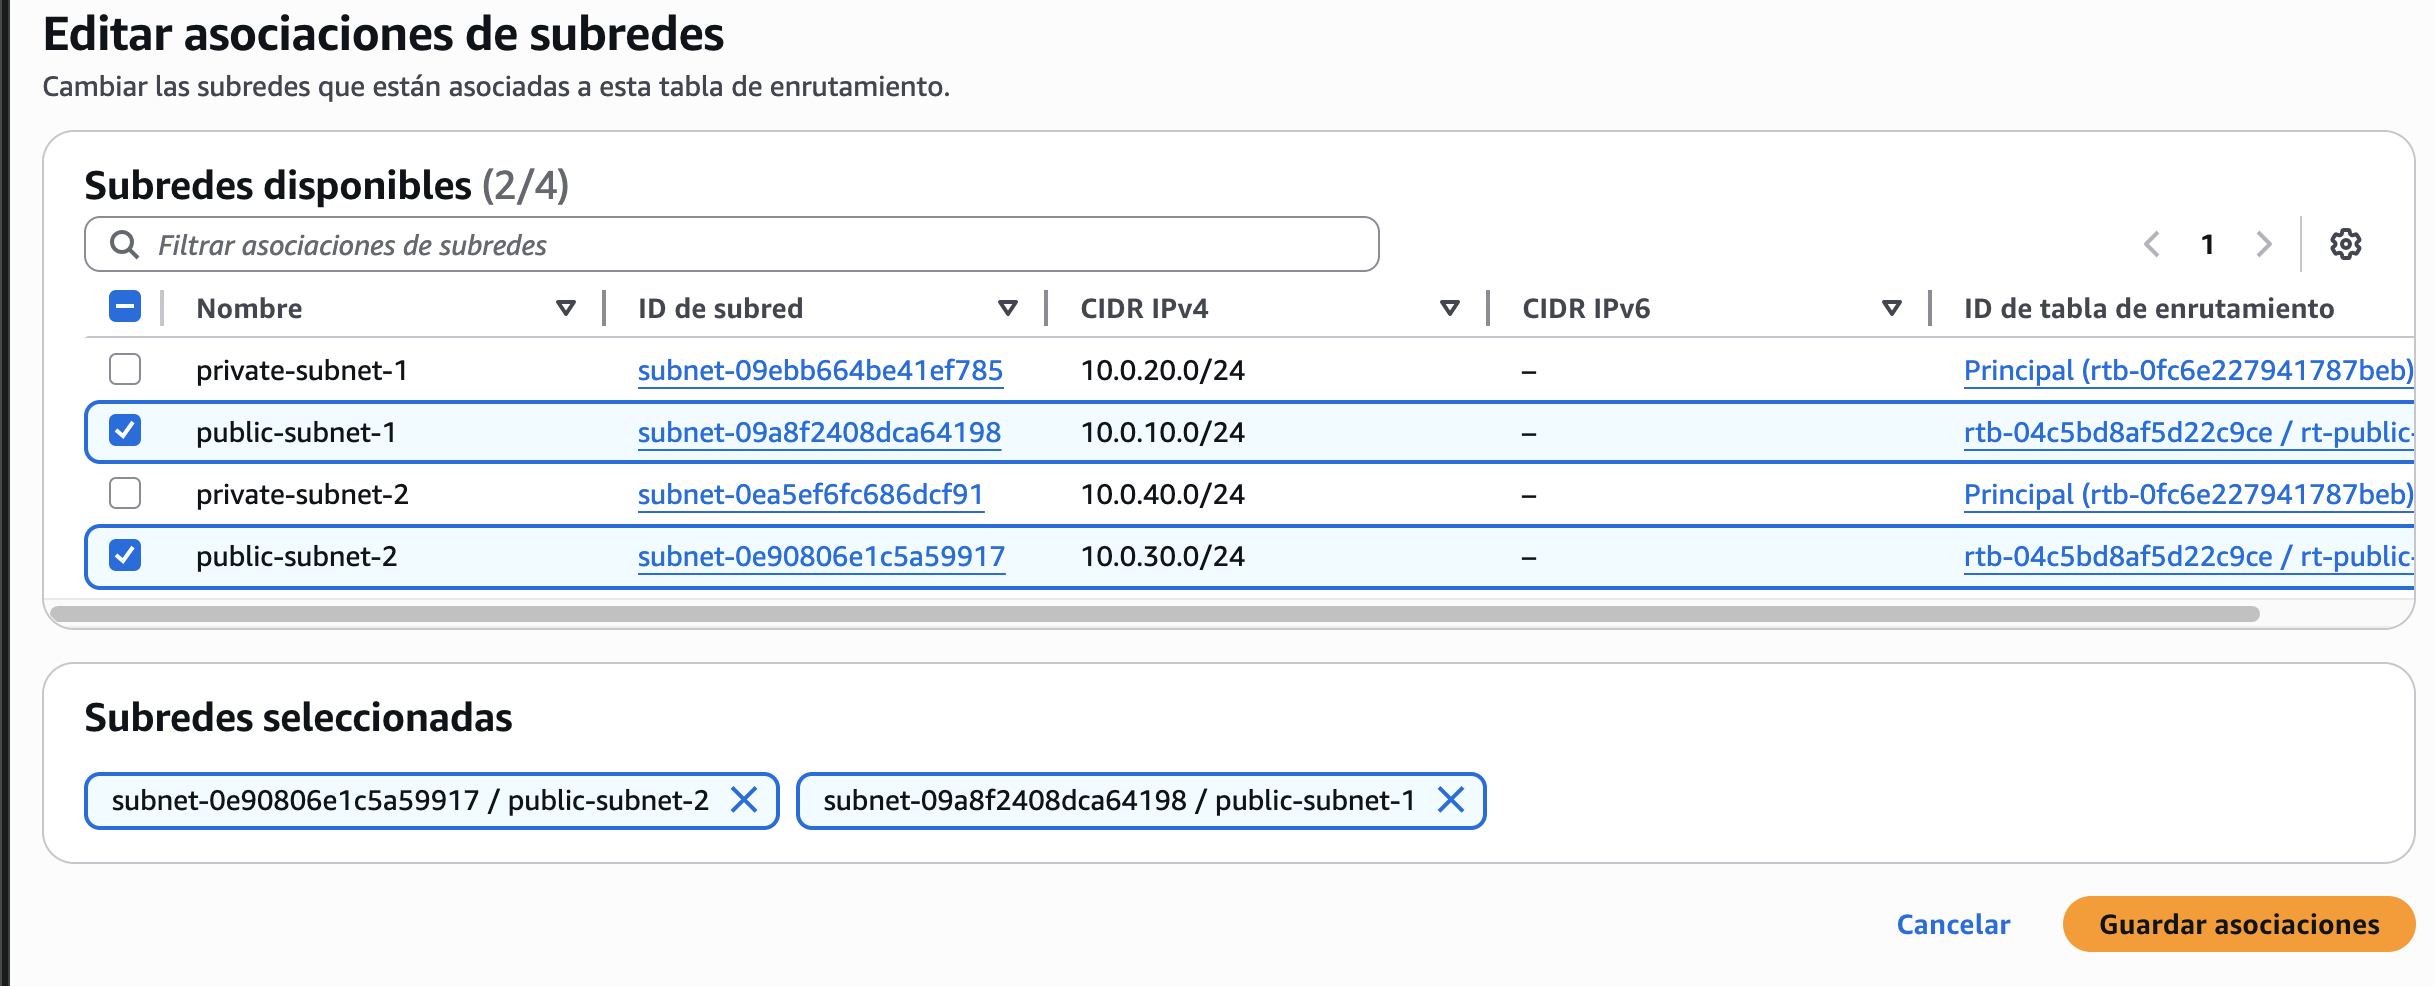 Editar asociaciones de subredes
Cambiar las subredes que están asociadas a esta tabla de enrutamiento.
Subredes disponibles (2/4)
Filtrar asociaciones de subredes
1
Nombre ID de subred CIDR IPv4 CIDR IPv6 ID de tabla de enrutamiento
private-subnet-1 subnet-09ebb664be41ef785 10.0.20.0/24 – Principal (rtb-0fc6e227941787beb)
public-subnet-1 subnet-09a8f2408dca64198 10.0.10.0/24 – rtb-04c5bd8af5d22c9ce / rt-public-
private-subnet-2 subnet-0ea5ef6fc686dcf91 10.0.40.0/24 – Principal (rtb-0fc6e227941787beb)
public-subnet-2 subnet-0e90806e1c5a59917 10.0.30.0/24 – rtb-04c5bd8af5d22c9ce / rt-public-
Subredes seleccionadas
subnet-0e90806e1c5a59917 / public-subnet-2 subnet-09a8f2408dca64198 / public-subnet-1
Cancelar Guardar asociaciones